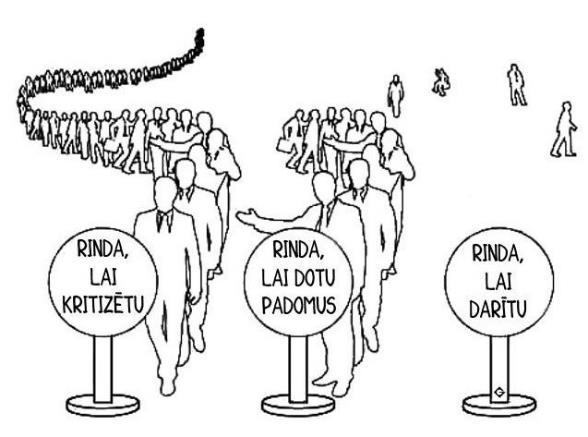 RINDA,
LAI
KRITIZĒTU
RINDA,
LAI DOTU
PADOMUS
RINDA,
LAI
DARĪTU